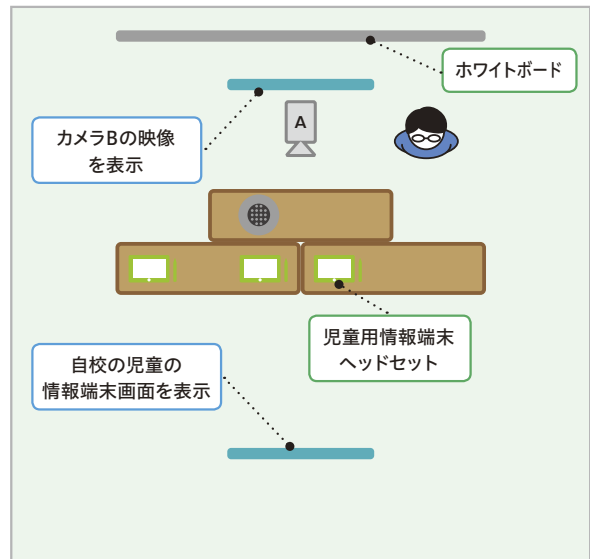 ホワイトボード
A
カメラBの映像
を表示
児童用情報端末
ヘッドセット
自校の児童の
情報端末画面を表示